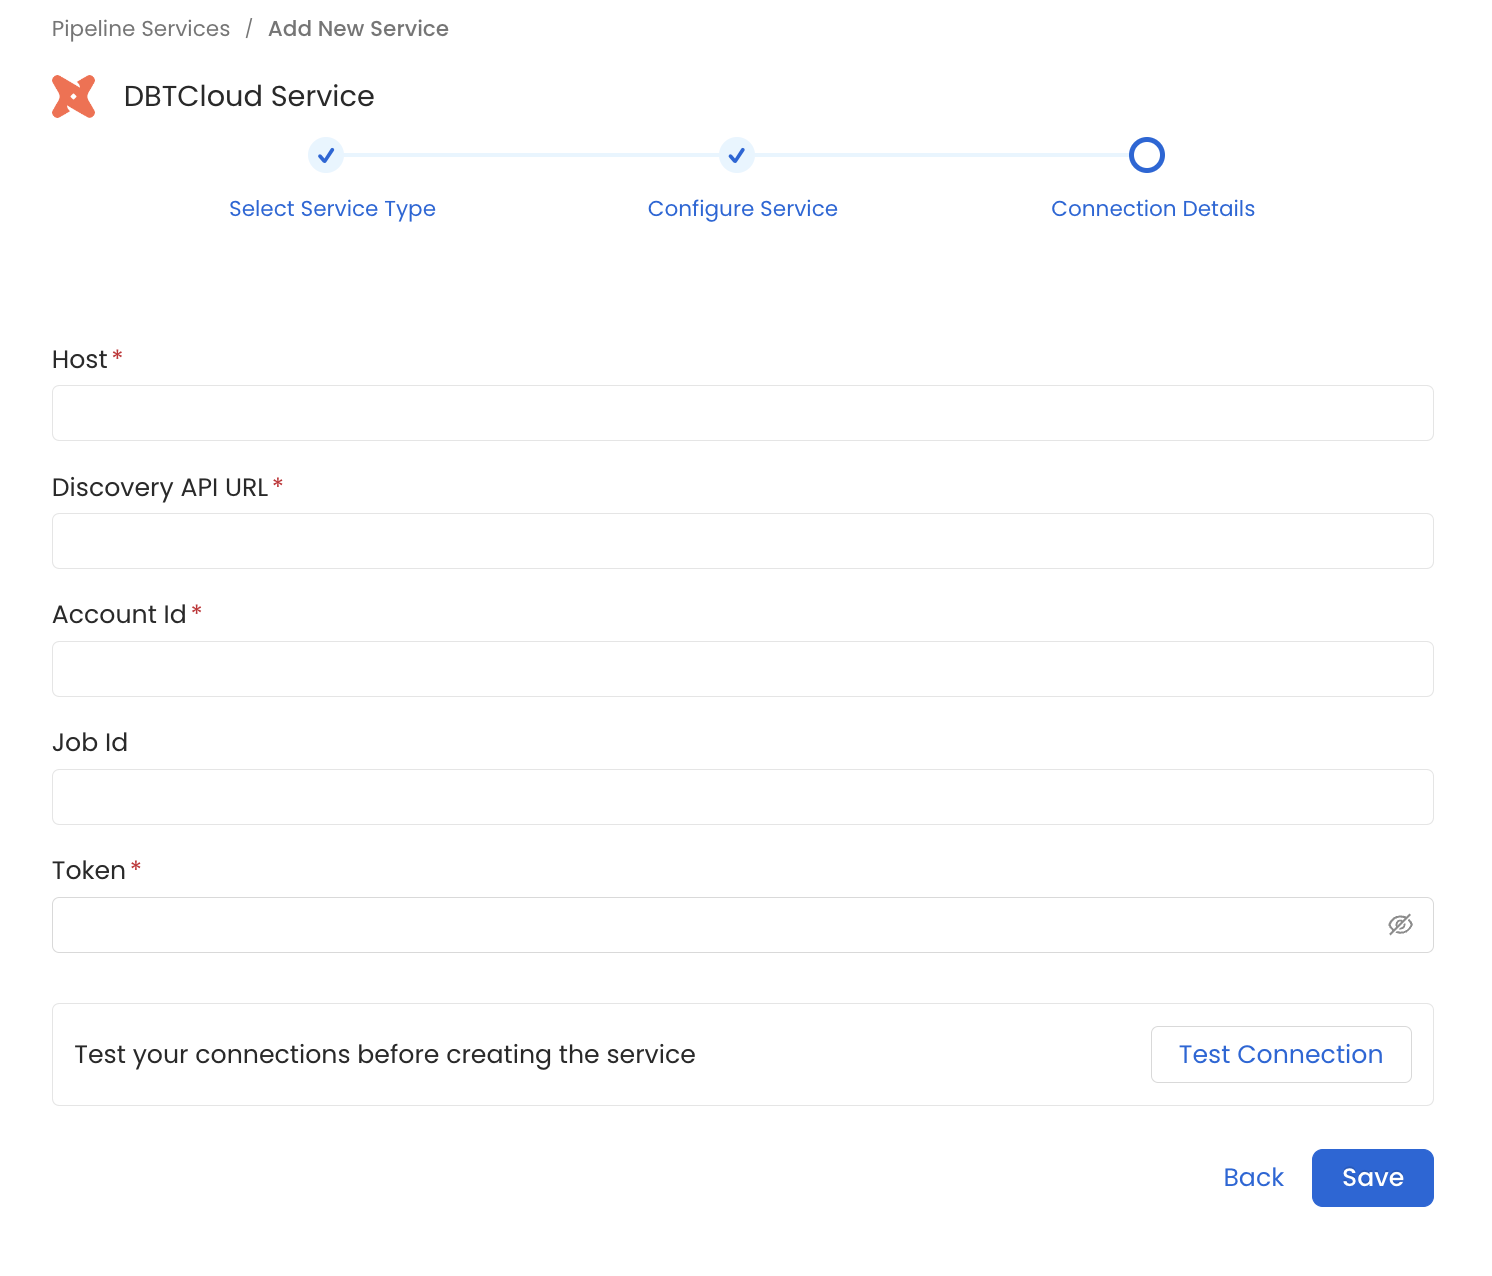 Pipeline Services / Add New Service
DBTCloud Service
Select Service Type
Configure Service
Connection Details
Host *
Discovery API URL *
Account Id *
Job Id
Token *
Test your connections before creating the service
Test Connection
Back
Save